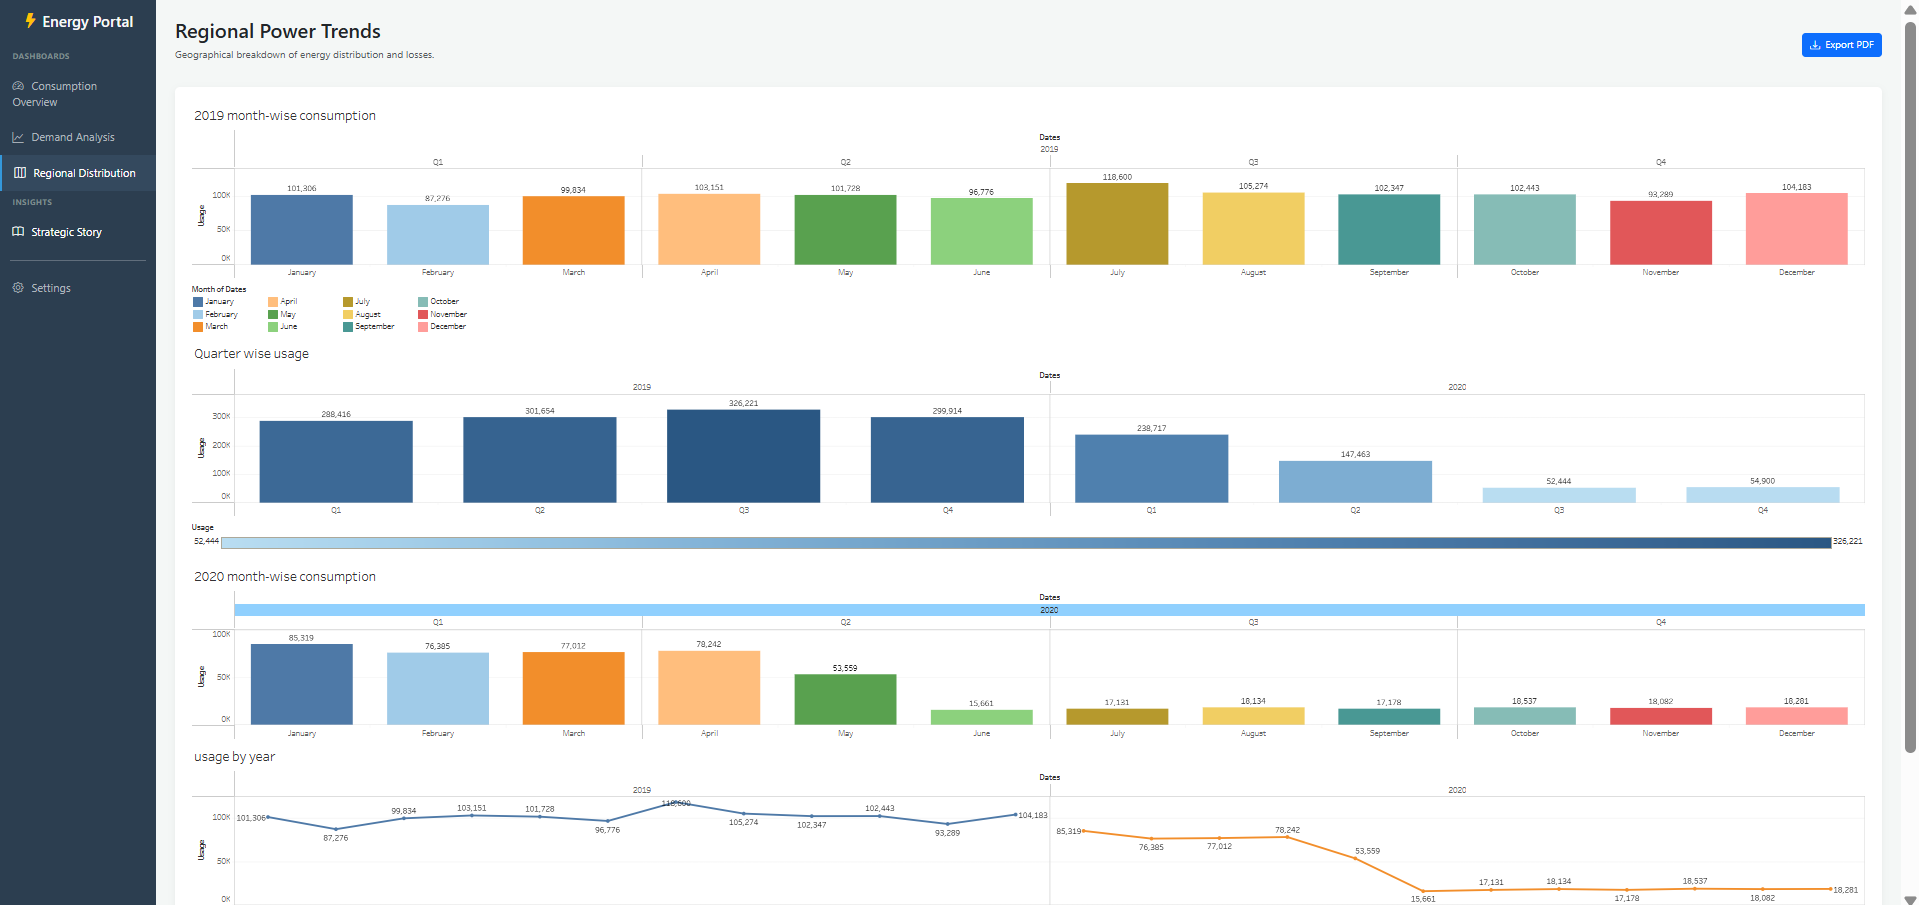 Energy Portal
DASHBOARDS
Consumption
Overview
Demand Analysis
Regional Distribution
INSIGHTS
Strategic Story
Settings
Regional Power Trends
Geographical breakdown of energy distribution and losses.
Export PDF
2019 month-wise consumption
Dates
2019
Q1 Q2 Q3 Q4
Usage
100K
50K
0K
101,306 87,276 99,834 103,151 101,728 96,776 118,600 105,274 102,347 102,443 93,289 104,183
January February March April May June July August September October November December
Month of Dates
January April July October
February May August November
March June September December
Quarter wise usage
Dates
2019 2020
Usage
300K
200K
100K
0K
288,416 301,654 326,221 299,914 238,717 147,463 52,444 54,900
Q1 Q2 Q3 Q4 Q1 Q2 Q3 Q4
Usage
52,444 326,221
2020 month-wise consumption
Dates
2020
Q1 Q2 Q3 Q4
Usage
100K
50K
0K
85,319 76,385 77,012 78,242 53,559 15,661 17,131 18,134 17,178 18,537 18,082 18,281
January February March April May June July August September October November December
usage by year
Dates
2019 2020
Usage
100K
50K
0K
101,306 87,276 99,834 103,151 101,728 96,776 118,600 105,274 102,347 102,443 93,289 104,183
85,319 76,385 77,012 78,242 53,559 15,661 17,131 18,134 17,178 18,537 18,082 18,281